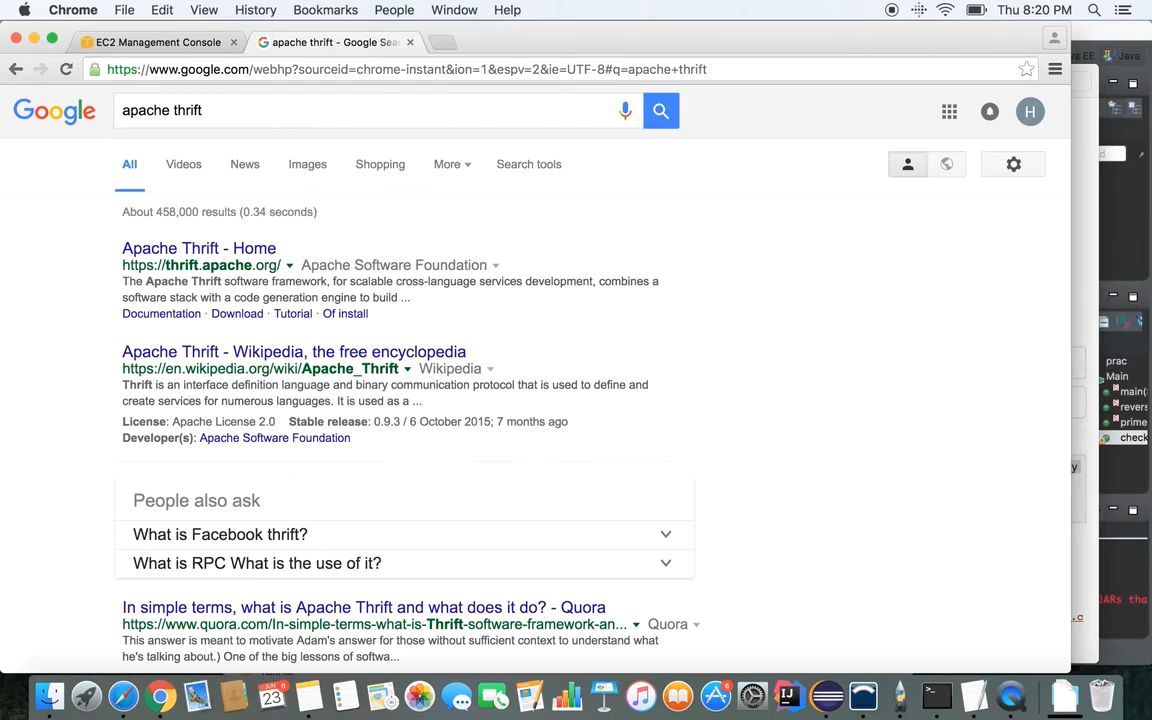 Chrome File Edit View History Bookmarks People Window Help Thu 8:20 PM
EC2 Management Console apache thrift - Google Sea
https://www.google.com/webhp?sourceid=chrome-instant&ion=1&espv=2&ie=UTF-8#q=apache+thrift
Google apache thrift H
All Videos News Images Shopping More Search tools
About 458,000 results (0.34 seconds)
Apache Thrift - Home
https://thrift.apache.org/ Apache Software Foundation
The Apache Thrift software framework, for scalable cross-language services development, combines a
software stack with a code generation engine to build ...
Documentation · Download · Tutorial · Of install
Apache Thrift - Wikipedia, the free encyclopedia
https://en.wikipedia.org/wiki/Apache_Thrift Wikipedia
Thrift is an interface definition language and binary communication protocol that is used to define and
create services for numerous languages. It is used as a ...
License: Apache License 2.0 Stable release: 0.9.3 / 6 October 2015; 7 months ago
Developer(s): Apache Software Foundation
People also ask
What is Facebook thrift?
What is RPC What is the use of it?
In simple terms, what is Apache Thrift and what does it do? - Quora
https://www.quora.com/In-simple-terms-what-is-Thrift-software-framework-an... Quora
This answer is meant to motivate Adam's answer for those without sufficient context to understand what
he's talking about.) One of the big lessons of softwa...
EE Java
prac
Main
main(
revers
prime
check
y
JARs tha
.c
JUN 6
23
6
IJ